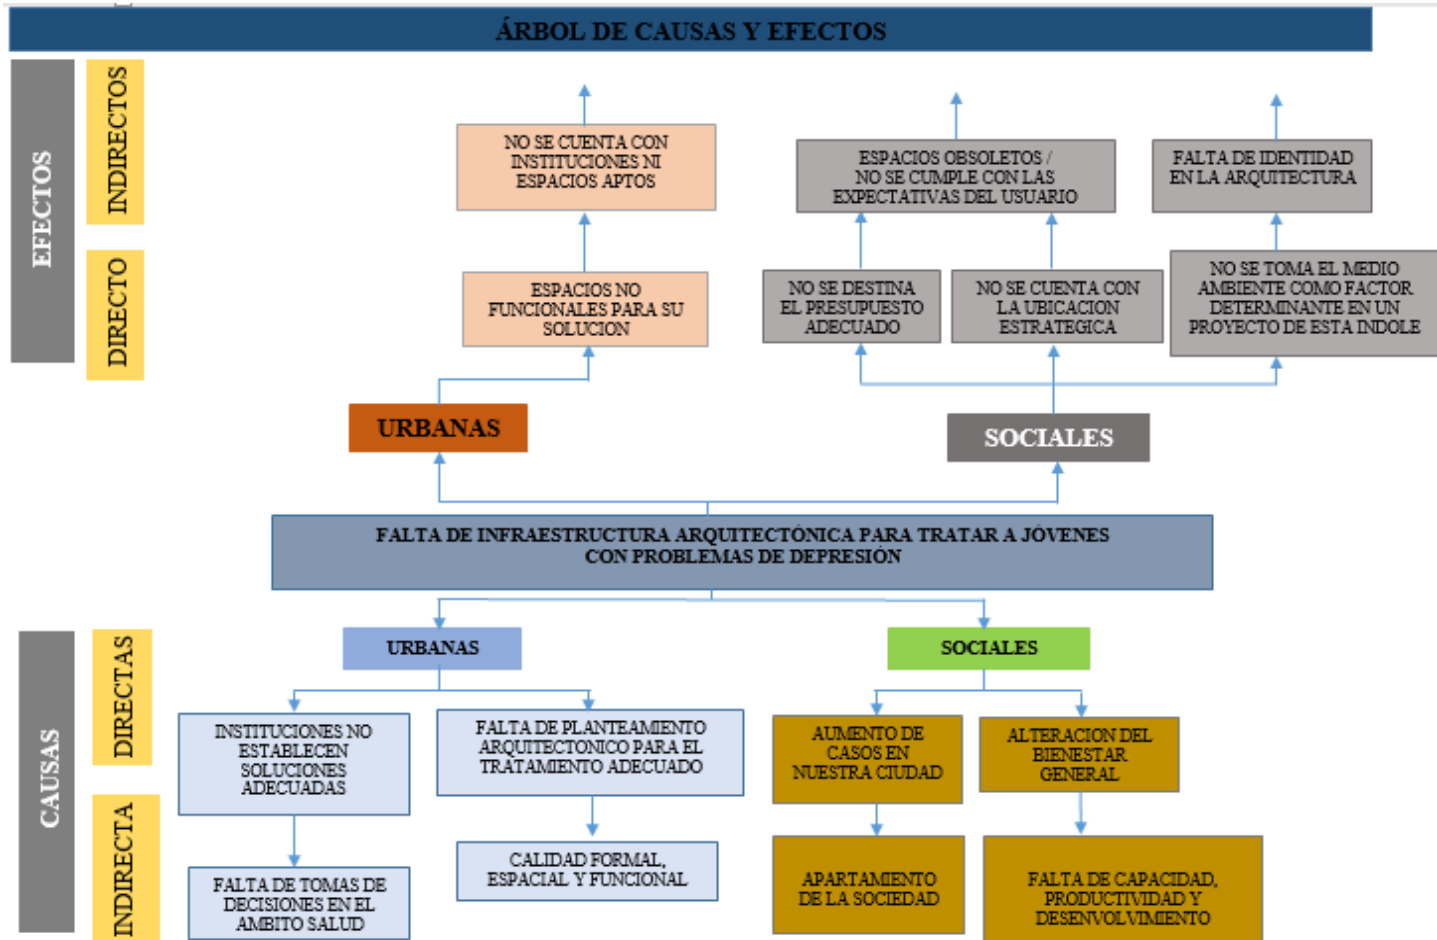 ÁRBOL DE CAUSAS Y EFECTOS
EFECTOS
INDIRECTOS
NO SE CUENTA CON
INSTITUCIONES NI
ESPACIOS APTOS
ESPACIOS OBSOLETOS /
NO SE CUMPLE CON LAS
EXPECTATIVAS DEL USUARIO
FALTA DE IDENTIDAD
EN LA ARQUITECTURA
DIRECTO
ESPACIOS NO
FUNCIONALES PARA SU
SOLUCION
NO SE DESTINA
EL PRESUPUESTO
ADECUADO
NO SE CUENTA CON
LA UBICACION
ESTRATEGICA
NO SE TOMA EL MEDIO
AMBIENTE COMO FACTOR
DETERMINANTE EN UN
PROYECTO DE ESTA INDOLE
URBANAS
SOCIALES
FALTA DE INFRAESTRUCTURA ARQUITECTÓNICA PARA TRATAR A JÓVENES
CON PROBLEMAS DE DEPRESIÓN
CAUSAS
DIRECTAS
URBANAS
SOCIALES
INSTITUCIONES NO
ESTABLECEN
SOLUCIONES
ADECUADAS
FALTA DE PLANTEAMIENTO
ARQUITECTONICO PARA EL
TRATAMIENTO ADECUADO
AUMENTO DE
CASOS EN
NUESTRA CIUDAD
ALTERACION DEL
BIENESTAR
GENERAL
INDIRECTA
FALTA DE TOMAS DE
DECISIONES EN EL
AMBITO SALUD
CALIDAD FORMAL,
ESPACIAL Y FUNCIONAL
APARTAMIENTO
DE LA SOCIEDAD
FALTA DE CAPACIDAD,
PRODUCTIVIDAD Y
DESENVOLVIMIENTO